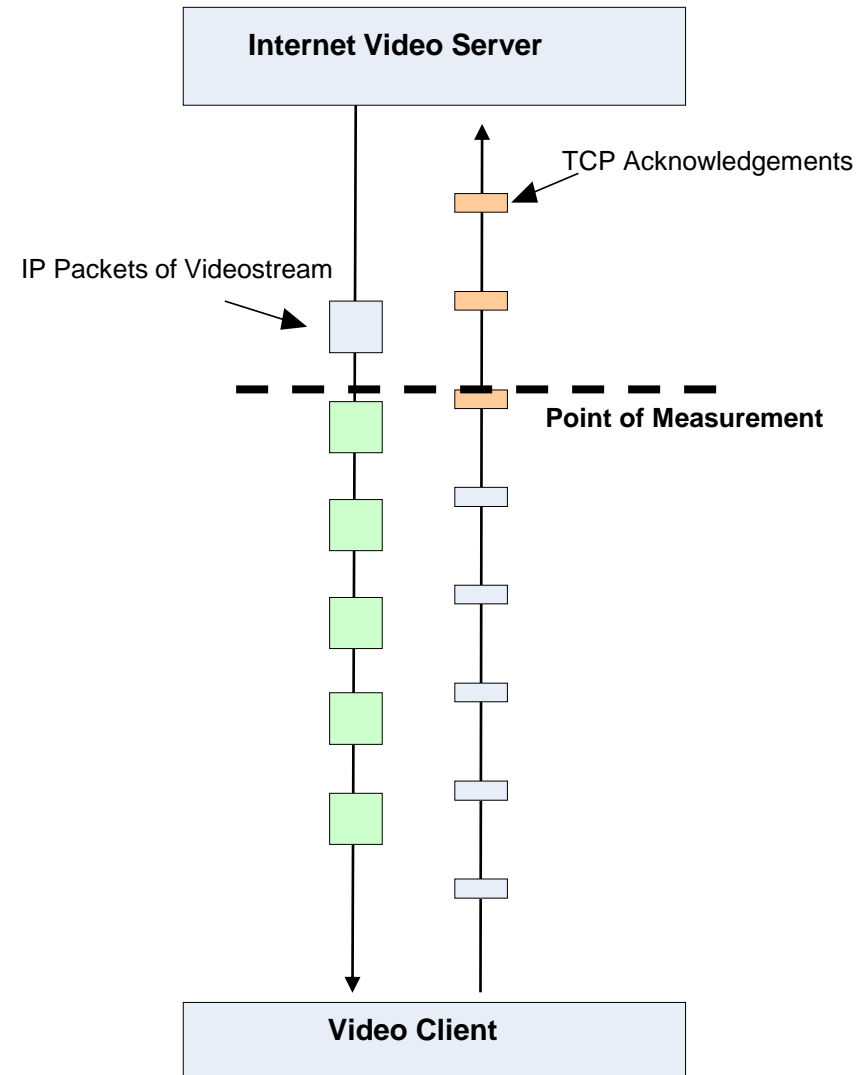 Internet Video Server
TCP Acknowledgements
IP Packets of Videostream
Point of Measurement
Video Client